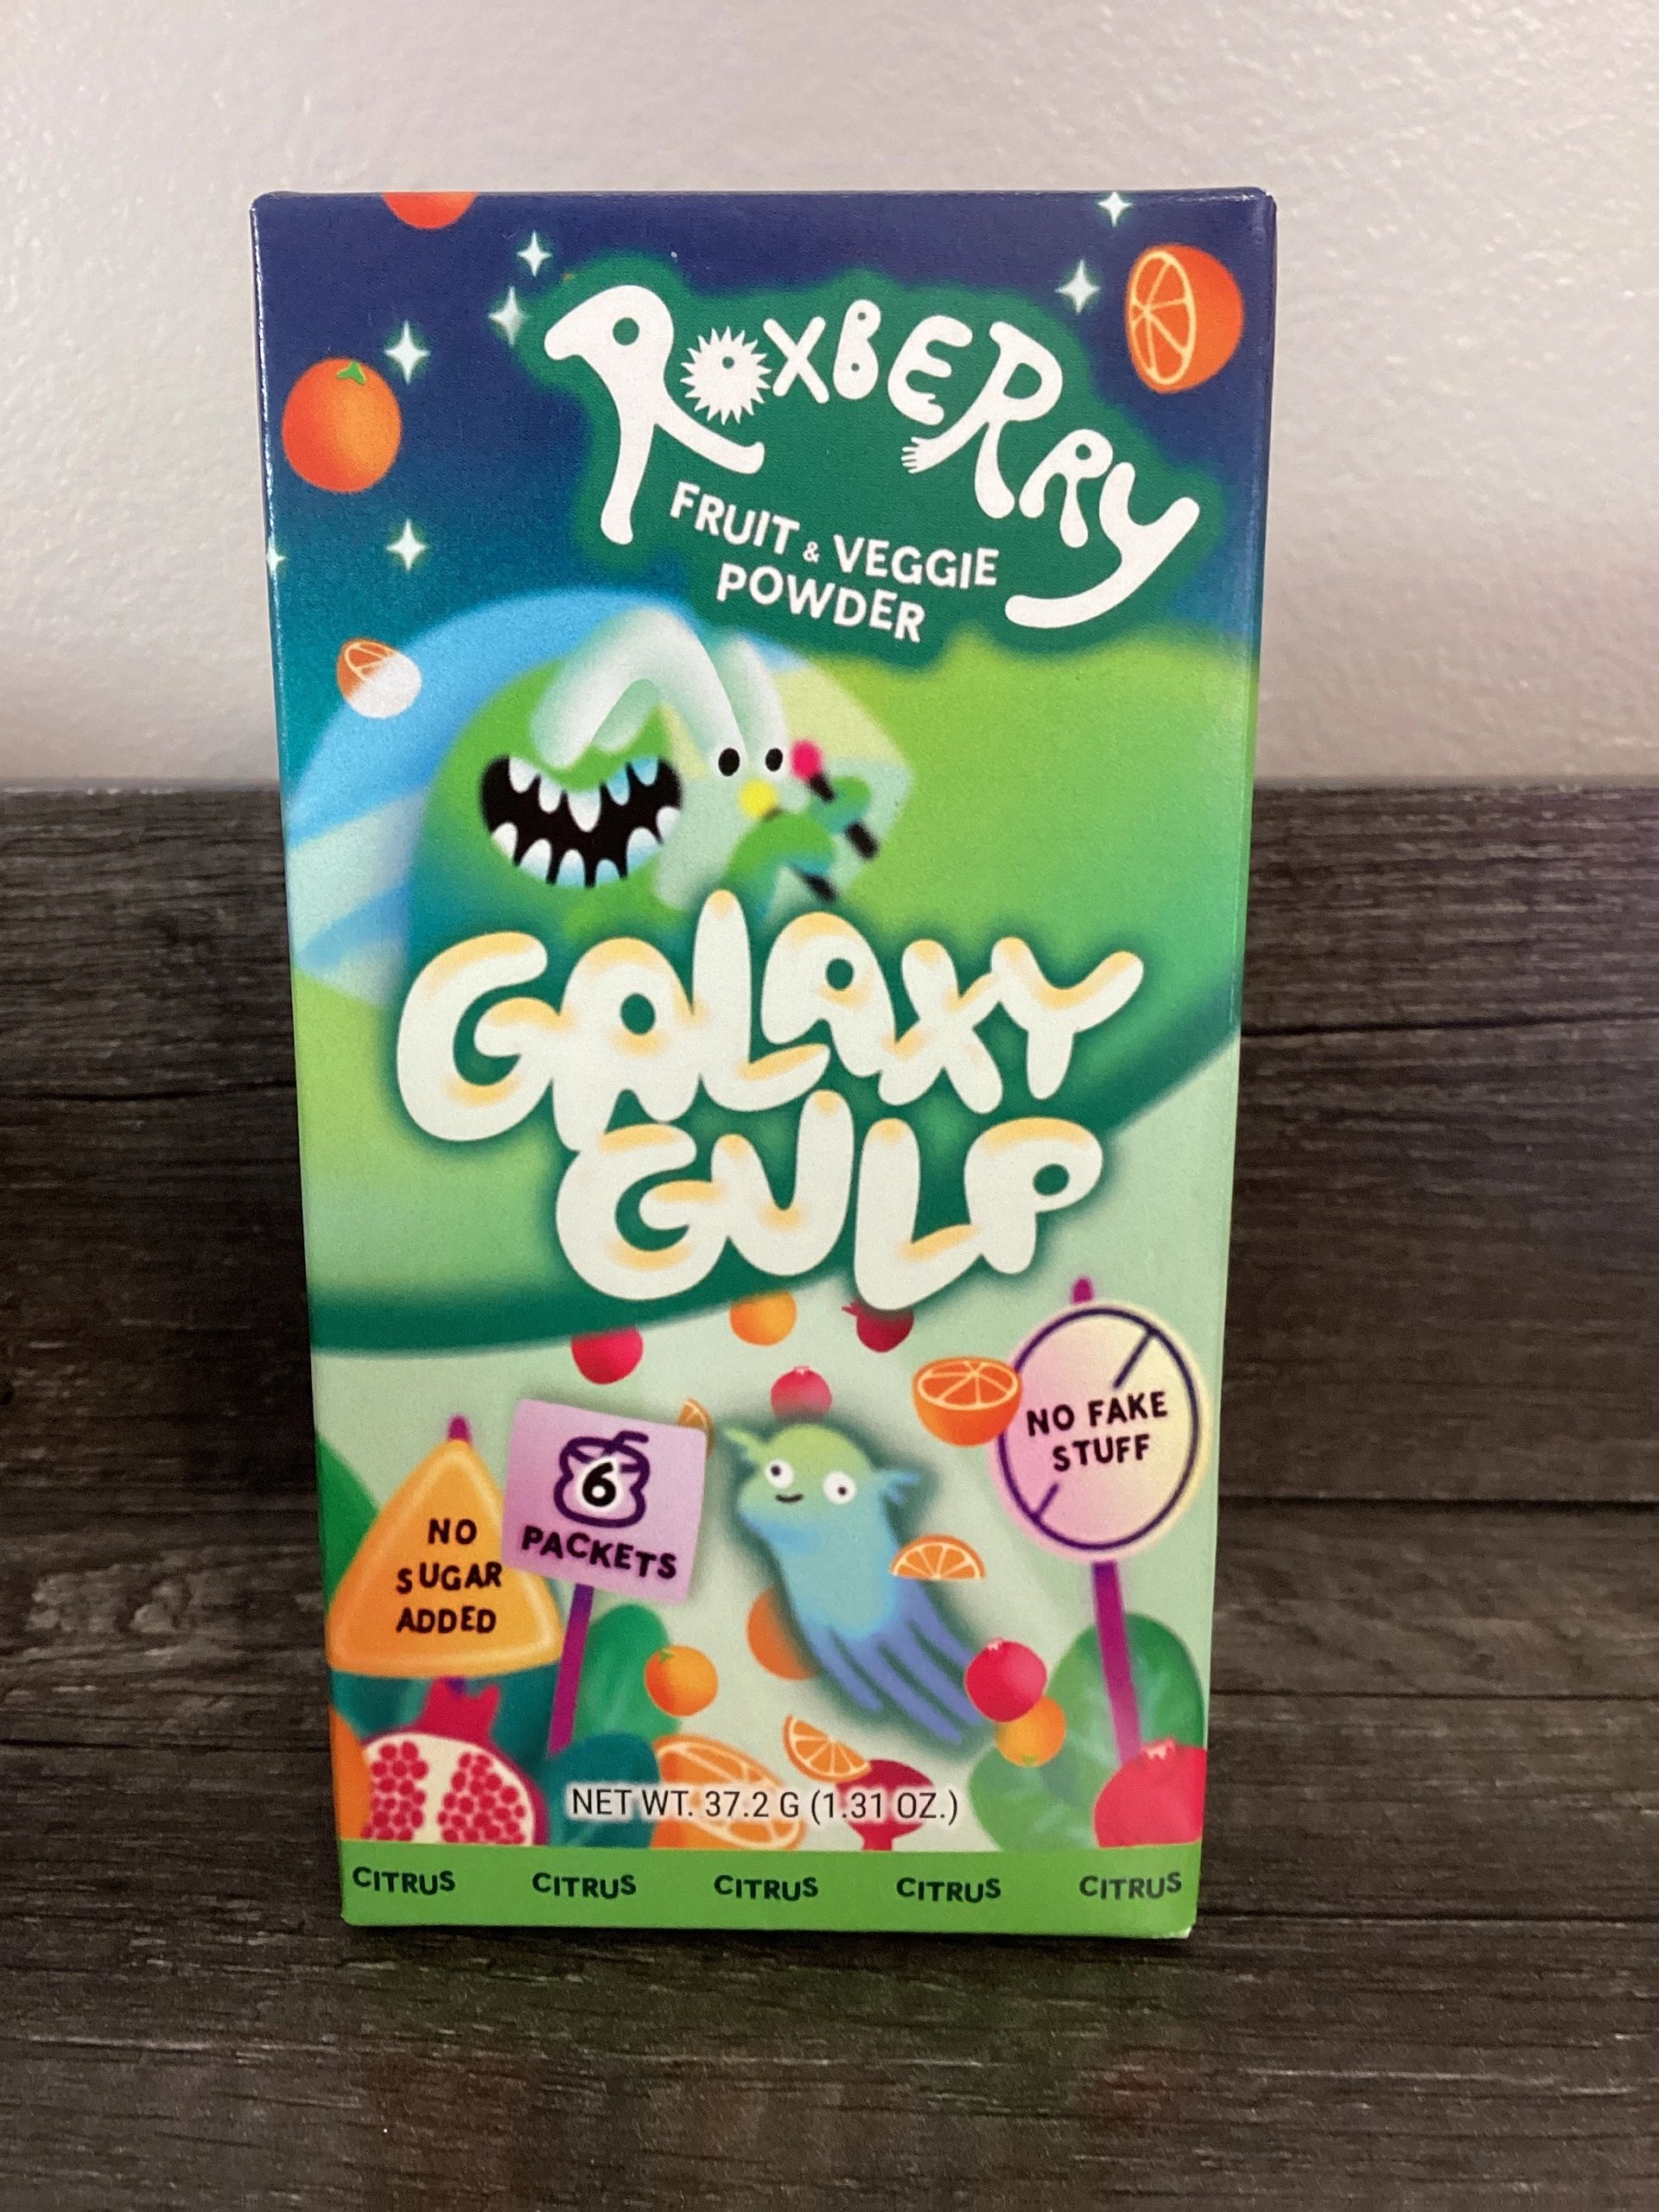 ROXBERRY
FRUIT & VEGGIE
POWDER
GALAXY
GULP
NO FAKE
STUFF
6
PACKETS
NO
SUGAR
ADDED
NET WT. 37.2 G (1.31 OZ.)
CITRUS CITRUS CITRUS CITRUS CITRUS